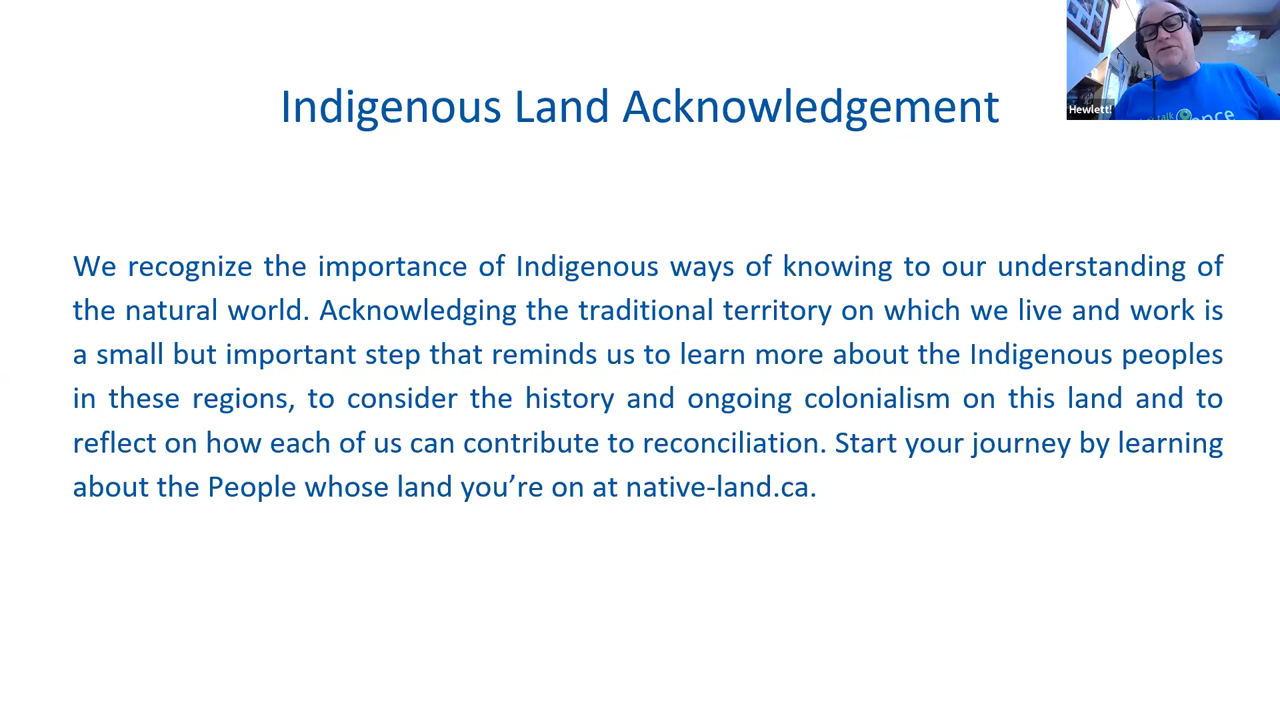 Indigenous Land Acknowledgement
Hewlett!
talk
We recognize the importance of Indigenous ways of knowing to our understanding of
the natural world. Acknowledging the traditional territory on which we live and work is
a small but important step that reminds us to learn more about the Indigenous peoples
in these regions, to consider the history and ongoing colonialism on this land and to
reflect on how each of us can contribute to reconciliation. Start your journey by learning
about the People whose land you’re on at native-land.ca.